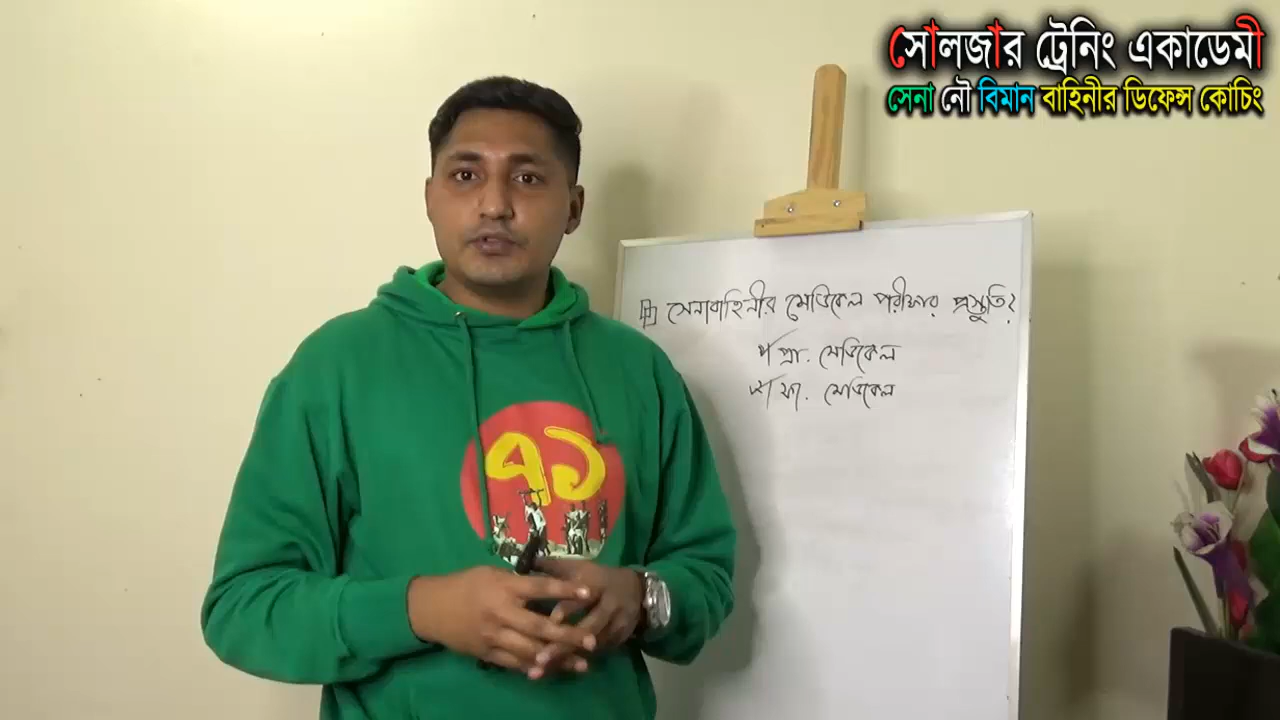 সোলজার ট্রেনিং একাডেমী
সেনা নৌ বিমান বাহিনীর ডিফেন্স কোচিং
সেনাবাহিনীর মেডিকেল পরীক্ষার প্রস্তুতি?
প্রা. মেডিকেল
ফা. মেডিকেল
৭১